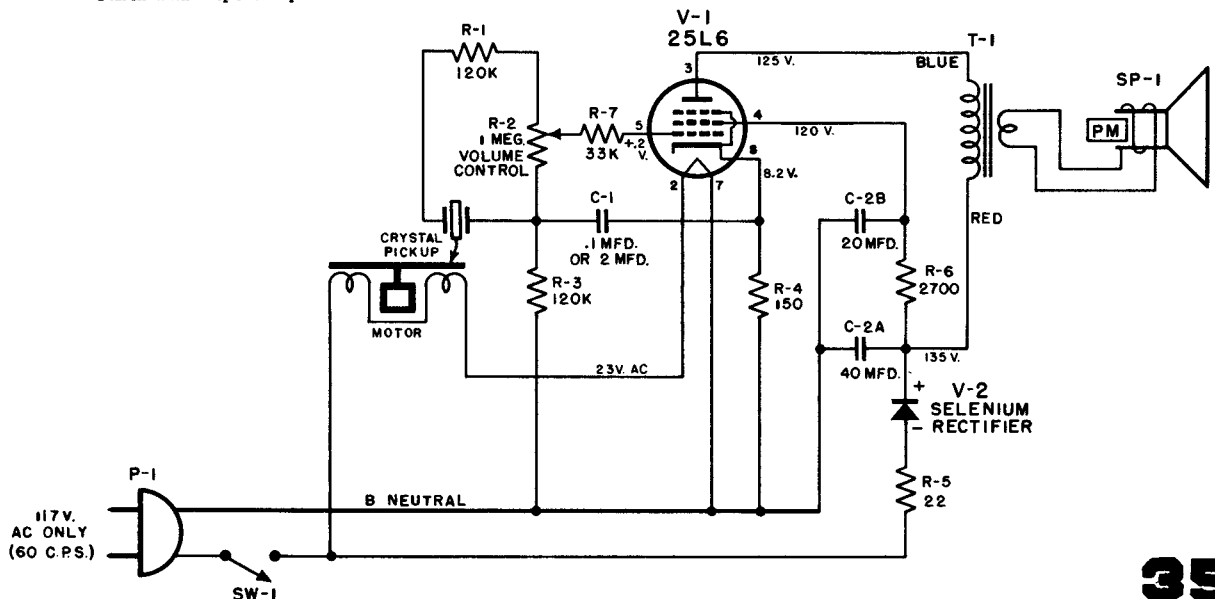 V-1
25L6
R-1
120K
T-1
BLUE
125 V.
3
SP-1
PM
R-2
1 MEG.
VOLUME
CONTROL
R-7
33K
5
+.2
V.
4
120 V.
8
8.2 V.
2
7
C-1
.1 MFD.
OR 2 MFD.
C-2B
20 MFD.
RED
CRYSTAL
PICKUP
R-3
120K
R-4
150
R-6
2700
MOTOR
C-2A
40 MFD.
135 V.
23V. AC
+
V-2
SELENIUM
- RECTIFIER
P-1
R-5
22
B NEUTRAL
117 V.
AC ONLY
(60 C.P.S.)
SW-1
35